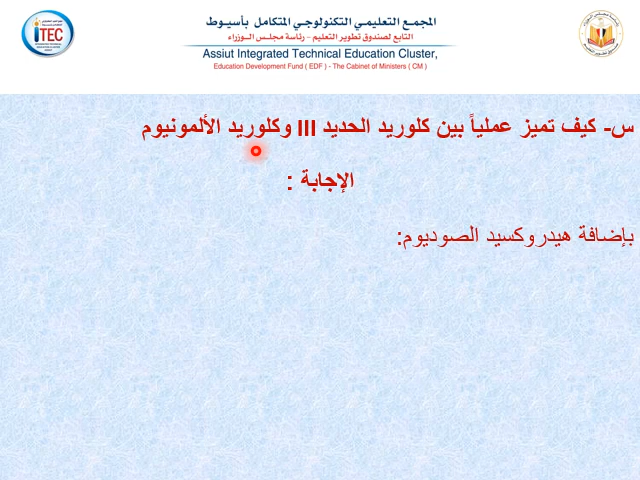 المجمع التعليمي التكنولوجي المتكامل بأسيوط
التابع لصندوق تطوير التعليم - رئاسة مجلس الوزراء
Assiut Integrated Technical Education Cluster,
Education Development Fund ( EDF ) - The Cabinet of Ministers ( CM )
iTEC
س- كيف تميز عملياً بين كلوريد الحديد III وكلوريد الألمونيوم
الإجابة :
بإضافة هيدروكسيد الصوديوم: